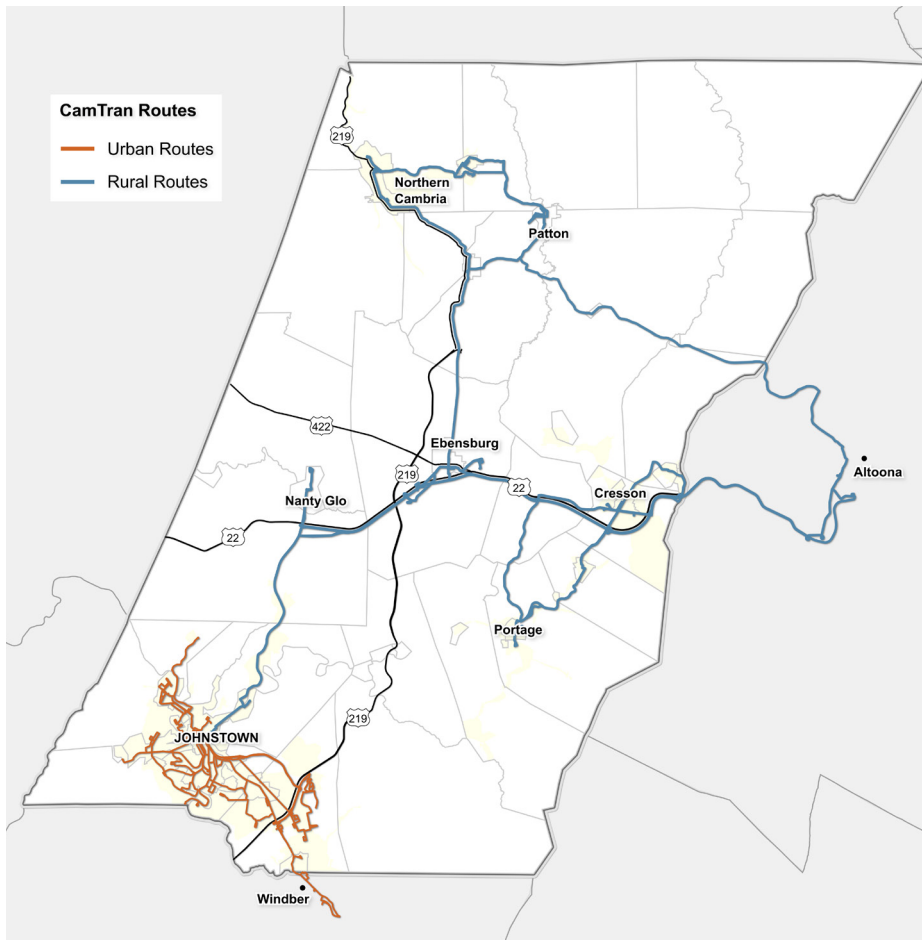 219
CamTran Routes
Urban Routes
Rural Routes
Northern
Cambria
Patton
422
Ebensburg
219
22
Cresson
Altoona
Nanty Glo
22
Portage
219
JOHNSTOWN
Windber